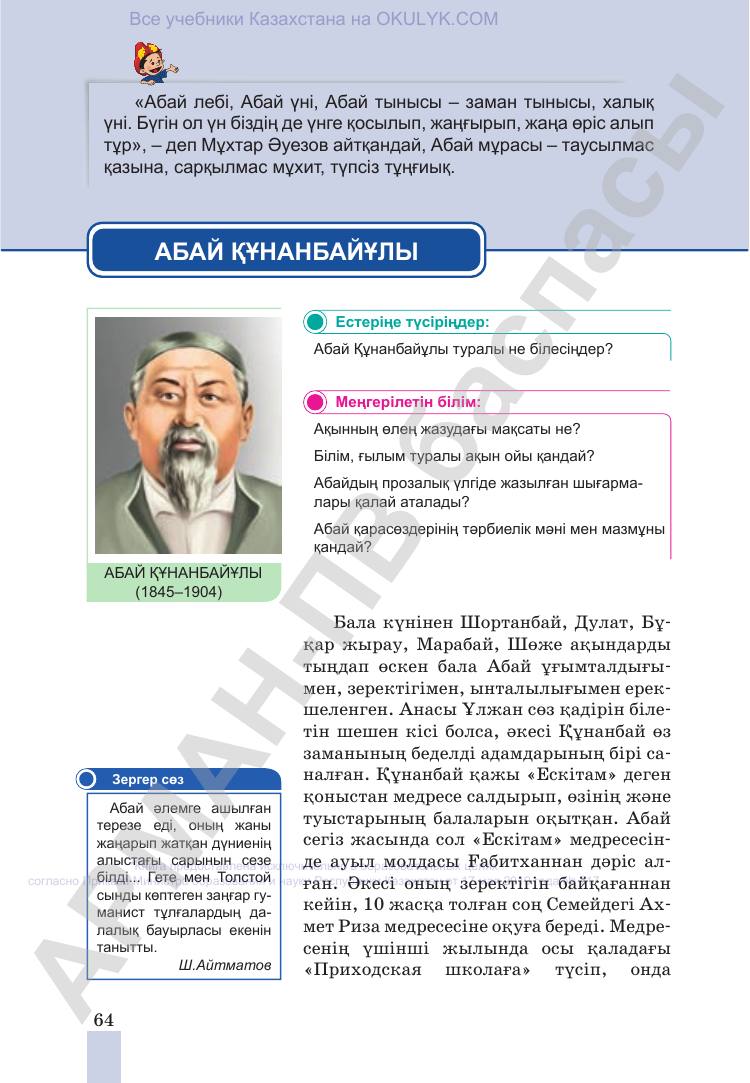 Все учебники Казахстана на OKULYK.COM
«Абай лебі, Абай үні, Абай тынысы – заман тынысы, халық
үні. Бүгін ол үн біздің де үнге қосылып, жаңғырып, жаңа өріс алып
тұр», – деп Мұхтар Әуезов айтқандай, Абай мұрасы – таусылмас
қазына, сарқылмас мұхит, түпсіз тұңғиық.
АБАЙ ҚҰНАНБАЙҰЛЫ
АБАЙ ҚҰНАНБАЙҰЛЫ
(1845–1904)
Естеріңе түсіріңдер:
Абай Құнанбайұлы туралы не білесіңдер?
Меңгерілетін білім:
Ақынның өлең жазудағы мақсаты не?
Білім, ғылым туралы ақын ойы қандай?
Абайдың прозалық үлгіде жазылған шығарма-
лары қалай аталады?
Абай қарасөздерінің тәрбиелік мәні мен мазмұны
қандай?
Бала күнінен Шортанбай, Дулат, Бұ-
қар жырау, Марабай, Шөже ақындарды
тыңдап өскен бала Абай ұғымталдығы-
мен, зеректігімен, ынталылығымен ерек-
шеленген. Анасы Ұлжан сөз қадірін біле-
тін шешен кісі болса, әкесі Құнанбай өз
заманының беделді адамдарының бірі са-
налған. Құнанбай қажы «Ескітам» деген
қоныстан медресе салдырып, өзінің және
туыстарының балаларын оқытқан. Абай
сегіз жасында сол «Ескітам» медресесін-
де ауыл молдасы Ғабитханнан дәріс ал-
ған. Әкесі оның зеректігін байқағаннан
кейін, 10 жасқа толған соң Семейдегі Ах-
мет Риза медресесіне оқуға береді. Медре-
сенің үшінші жылында осы қаладағы
«Приходская школаға» түсіп, онда
Зергер сөз
Абай әлемге ашылған
терезе еді, оның жаны
жаңарып жатқан дүниенің
алыстағы сарынын сезе
білді... Гете мен Толстой
сынды көптеген заңғар гу-
манист тұлғалардың да-
лалық бауырласы екенін
танытты.
Ш.Айтматов
64
АРМАН-ПВ баспасы